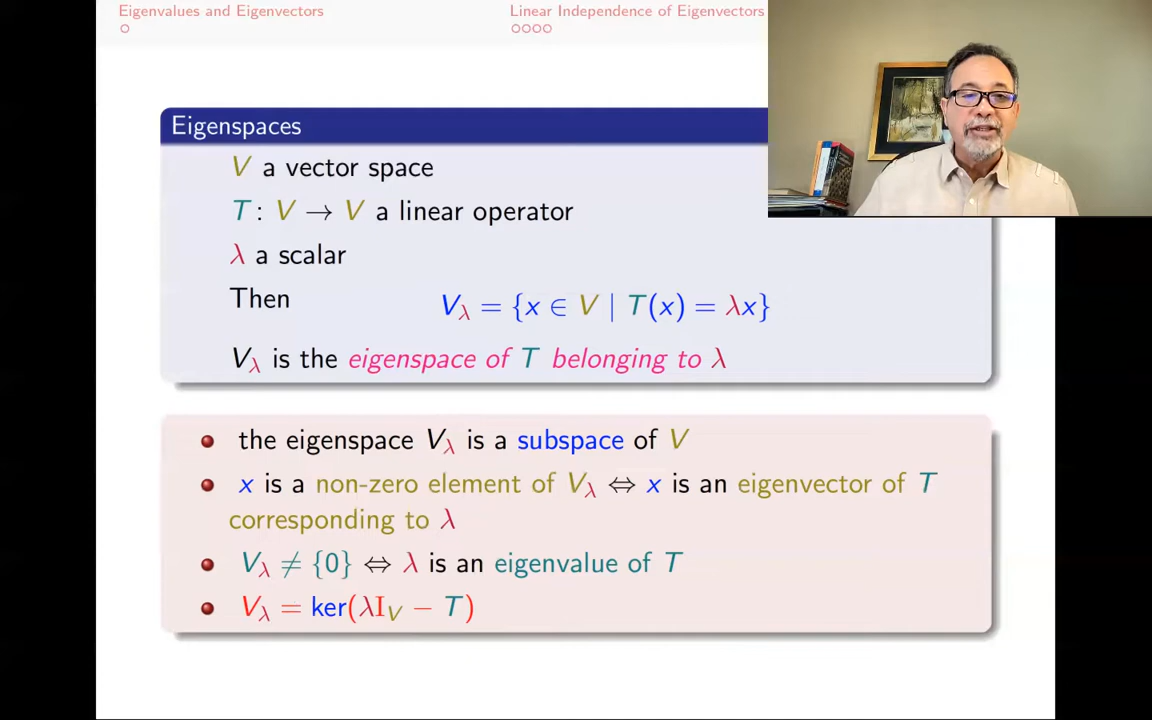 Eigenvalues and Eigenvectors
Linear Independence of Eigenvectors
Eigenspaces
V a vector space
T : V → V a linear operator
λ a scalar
Then V_λ = {x ∈ V | T(x) = λx}
V_λ is the eigenspace of T belonging to λ
the eigenspace V_λ is a subspace of V
x is a non-zero element of V_λ ⇔ x is an eigenvector of T
corresponding to λ
V_λ ≠ {0} ⇔ λ is an eigenvalue of T
V_λ = ker(λI_V − T)